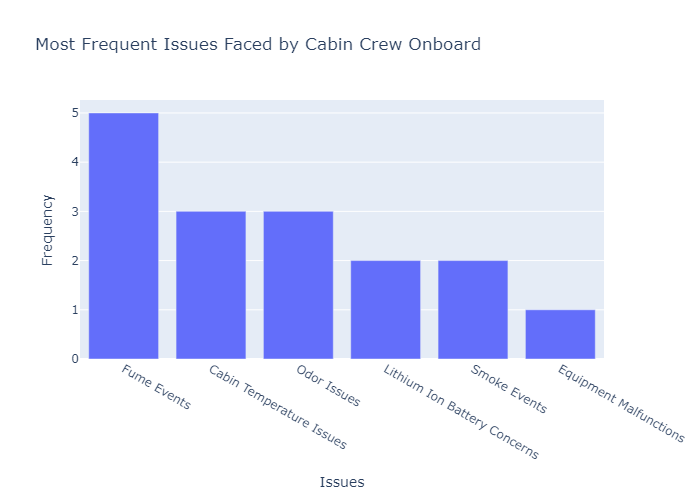 Most Frequent Issues Faced by Cabin Crew Onboard
Frequency
5
4
3
2
1
0
Fume Events
Cabin Temperature Issues
Odor Issues
Lithium Ion Battery Concerns
Smoke Events
Equipment Malfunctions
Issues